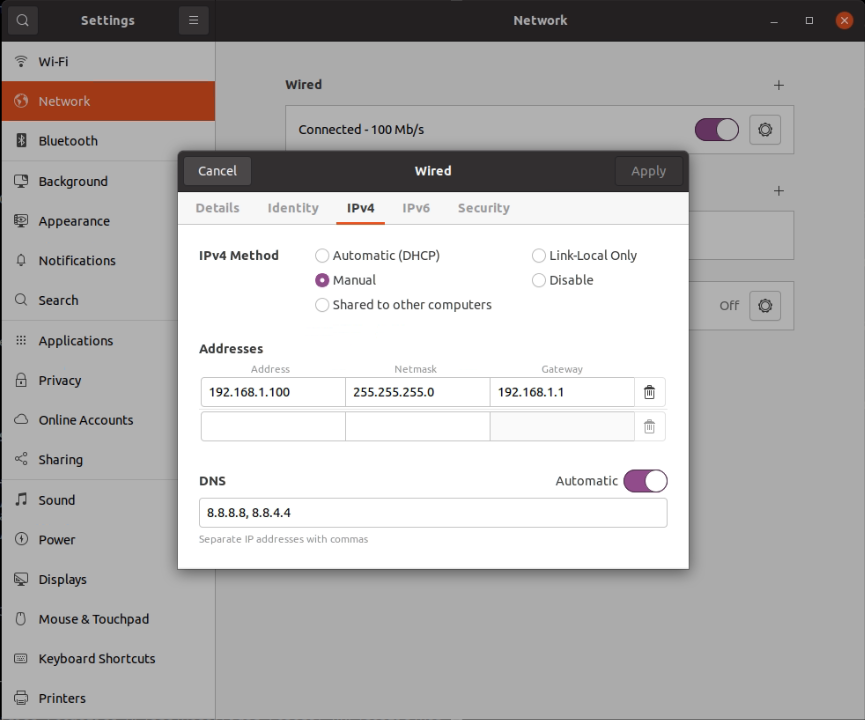 Settings
Network
Wi-Fi
Network
Bluetooth
Background
Appearance
Notifications
Search
Applications
Privacy
Online Accounts
Sharing
Sound
Power
Displays
Mouse & Touchpad
Keyboard Shortcuts
Printers
Wired
Connected - 100 Mb/s
Off
Cancel
Wired
Apply
Details Identity IPv4 IPv6 Security
IPv4 Method
Automatic (DHCP) Link-Local Only
Manual Disable
Shared to other computers
Addresses
Address Netmask Gateway
192.168.1.100 255.255.255.0 192.168.1.1
DNS Automatic
8.8.8.8, 8.8.4.4
Separate IP addresses with commas